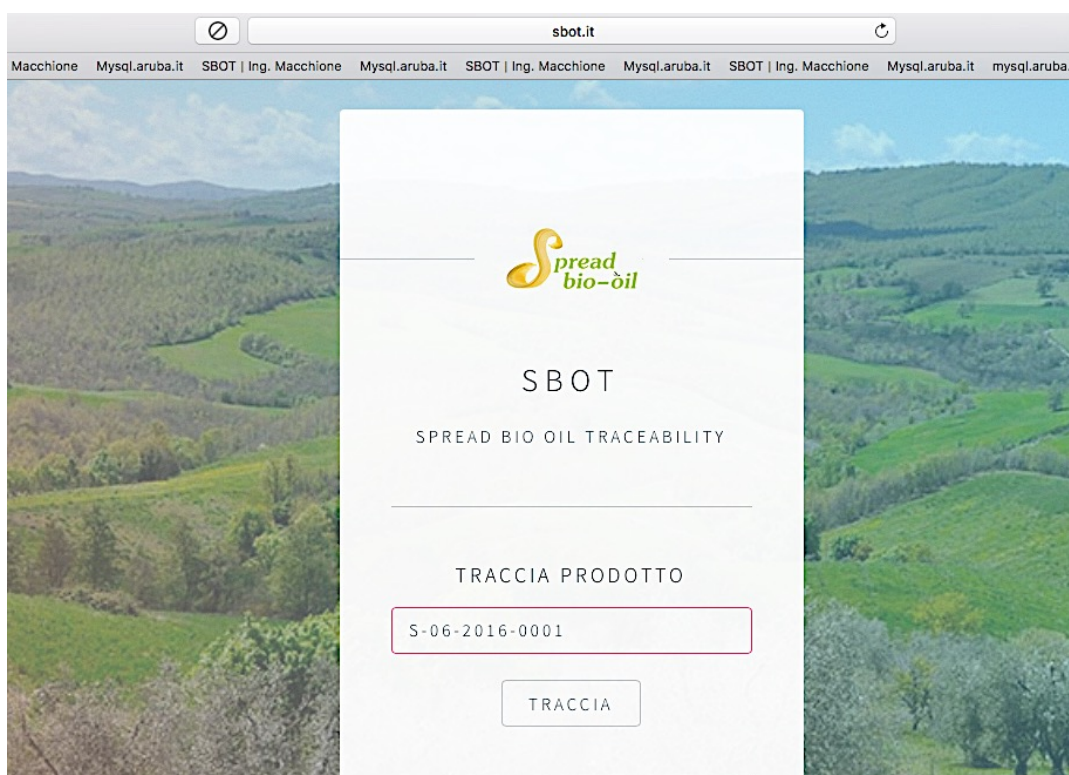 sbot.it
Macchione Mysql.aruba.it SBOT | Ing. Macchione Mysql.aruba.it SBOT | Ing. Macchione Mysql.aruba.it SBOT | Ing. Macchione Mysql.aruba.it mysql.aruba.
Spread
bio-òil
SBOT
SPREAD BIO OIL TRACEABILITY
TRACCIA PRODOTTO
S-06-2016-0001
TRACCIA